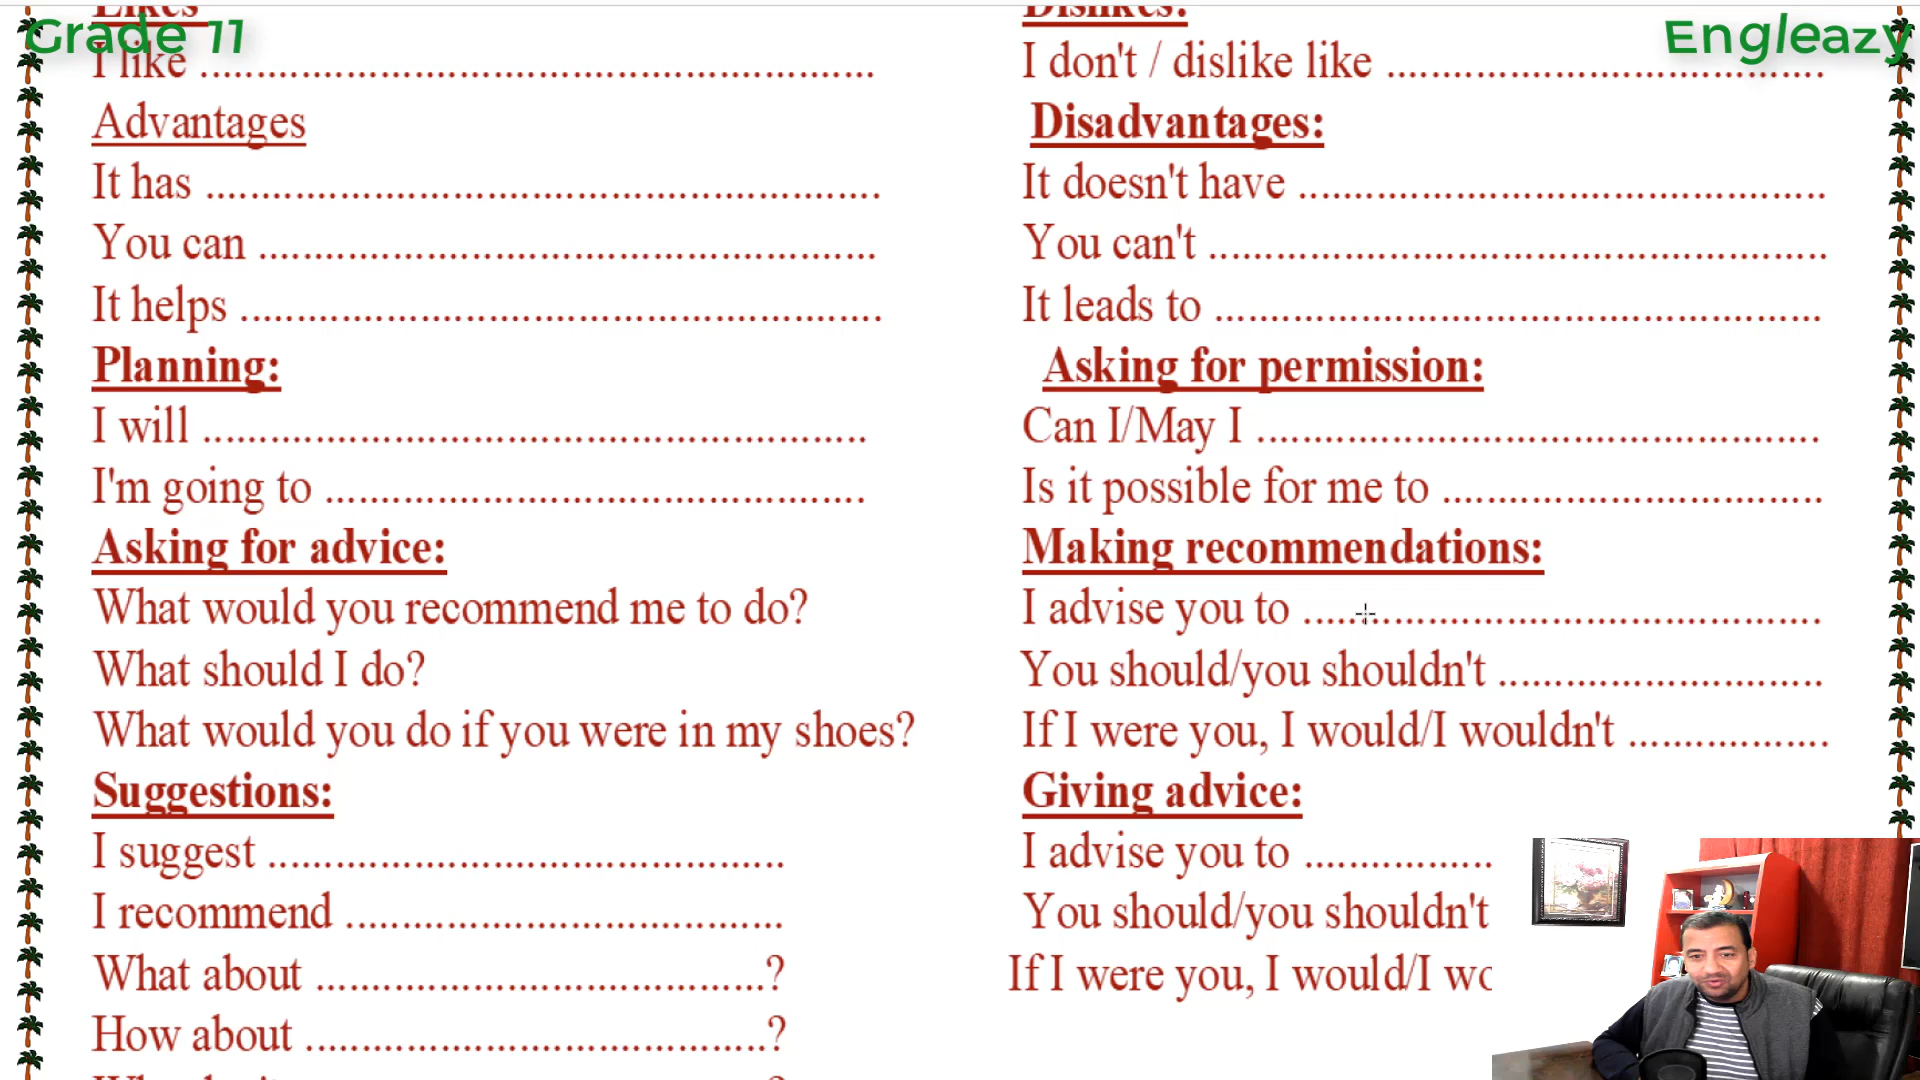 Likes
Dislikes:
Grade 11
Engleazy
I like ................................................................
I don't / dislike like ........................................
Advantages
Disadvantages:
It has ................................................................
It doesn't have ..................................................
You can ...........................................................
You can't ...........................................................
It helps .............................................................
It leads to ..........................................................
Planning:
Asking for permission:
I will ...............................................................
Can I/May I ......................................................
I'm going to ...................................................
Is it possible for me to ....................................
Asking for advice:
Making recommendations:
What would you recommend me to do?
I advise you to ................................................
What should I do?
You should/you shouldn't ...............................
What would you do if you were in my shoes?
If I were you, I would/I wouldn't ...................
Suggestions:
Giving advice:
I suggest .................................................
I advise you to ..................
I recommend .........................................
You should/you shouldn't
What about ..........................................?
If I were you, I would/I wo
How about ...........................................?